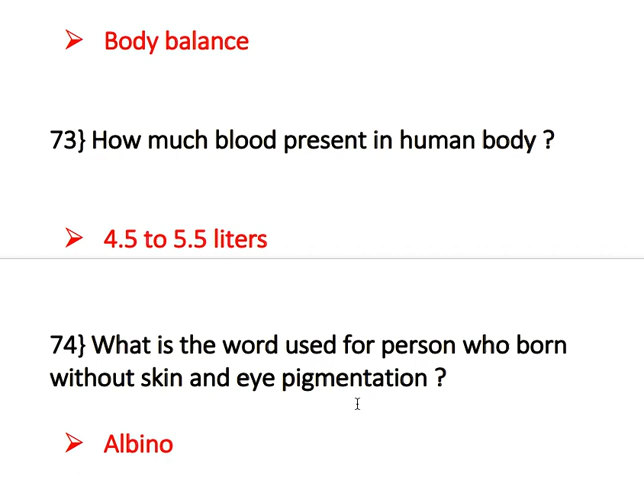 ➢ Body balance
73} How much blood present in human body ?
➢ 4.5 to 5.5 liters
74} What is the word used for person who born
without skin and eye pigmentation ?
➢ Albino